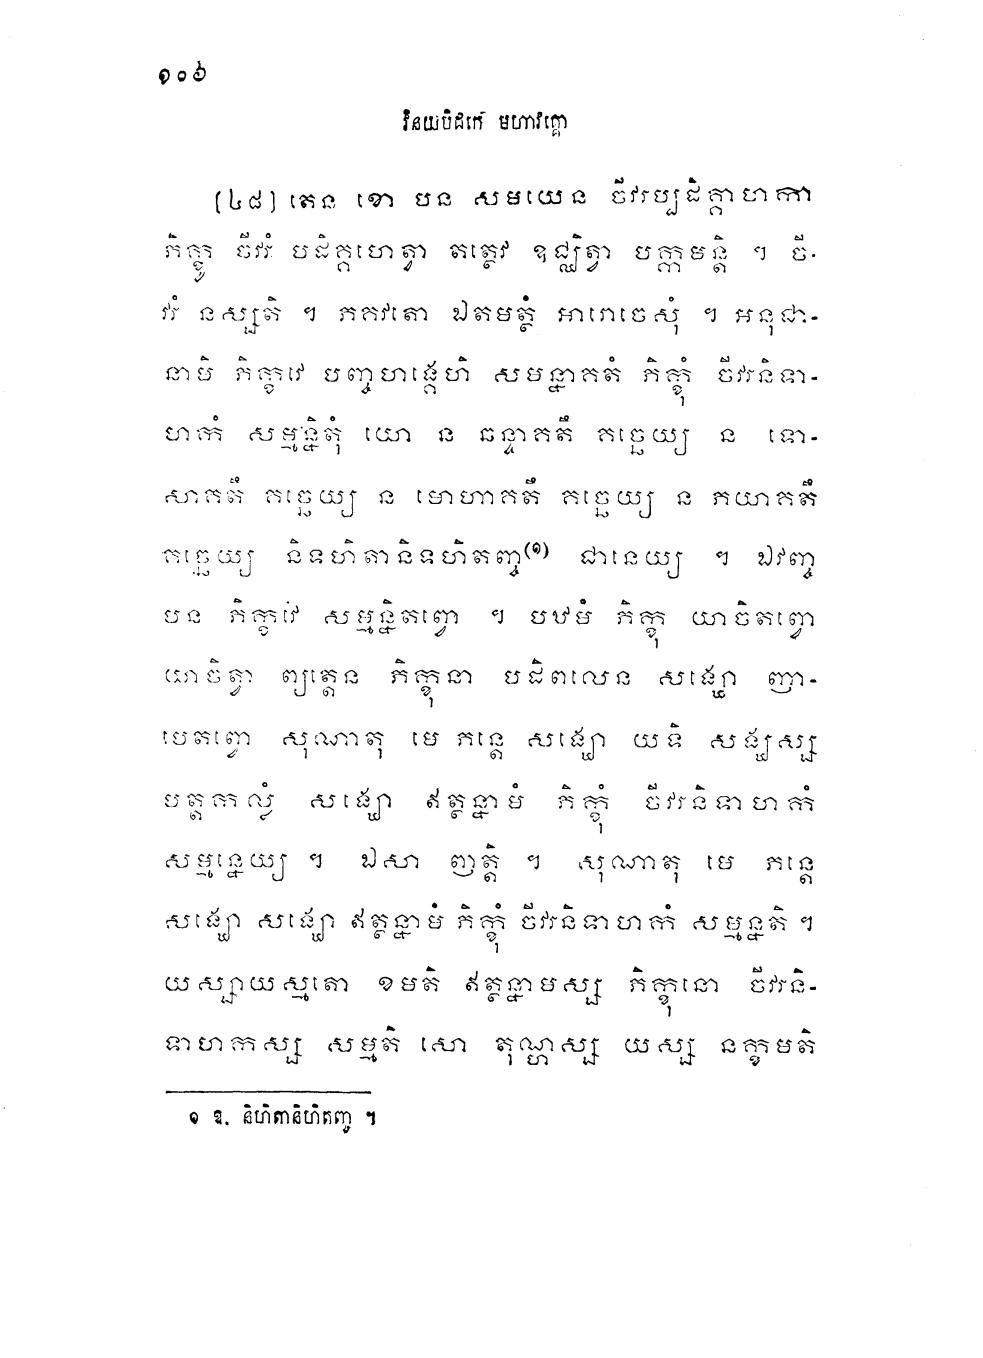 ១០៦
វិនយបិដកេ មហាវគ្គោ
[៤៨] តេន ខោ បន សមយេន ចីវរប្បដិគ្គាហកា
ភិក្ខូ ចីវរំ បដិគ្គហេត្វា តត្ថេវ ឧជ្ឈិត្វា បក្កមន្តិ ។ ចី-
វរំ នស្សតិ ។ ភគវតោ ឯតមត្ថំ អារោចេសុំ ។ អនុជា-
នាមិ ភិក្ខវេ បញ្ចហង្គេហិ សមន្នាគតំ ភិក្ខុំ ចីវរនិទា-
ហកំ សម្មន្និតុំ យោ ន ឆន្ទាគតឹ គច្ឆេយ្យ ន ទោ-
សាគតឹ គច្ឆេយ្យ ន មោហាគតឹ គច្ឆេយ្យ ន ភយាគតឹ
គច្ឆេយ្យ និទហិតានិទហិតញ្ច(១) ជានេយ្យ ។ ឯវញ្ច
បន ភិក្ខវេ សម្មន្និតព្វោ ។ បឋមំ ភិក្ខុ យាចិតព្វោ
យាចិត្វា ព្យត្តេន ភិក្ខុនា បដិពលេន សង្ឃោ ញា-
បេតព្វោ សុណាតុ មេ ភន្តេ សង្ឃោ យទិ សង្ឃស្ស
បត្តកល្លំ សង្ឃោ ឥត្ថន្នាមំ ភិក្ខុំ ចីវរនិទាហកំ
សម្មន្នេយ្យ ។ ឯសា ញត្តិ ។ សុណាតុ មេ ភន្តេ
សង្ឃោ សង្ឃោ ឥត្ថន្នាមំ ភិក្ខុំ ចីវរនិទាហកំ សម្មន្នតិ ។
យស្សាយស្មតោ ខមតិ ឥត្ថន្នាមស្ស ភិក្ខុនោ ចីវរនិ-
ទាហកស្ស សម្មតិ សោ តុណ្ហស្ស យស្ស នក្ខមតិ
១ ឧ. និហិតានិហិតញ្ច ។